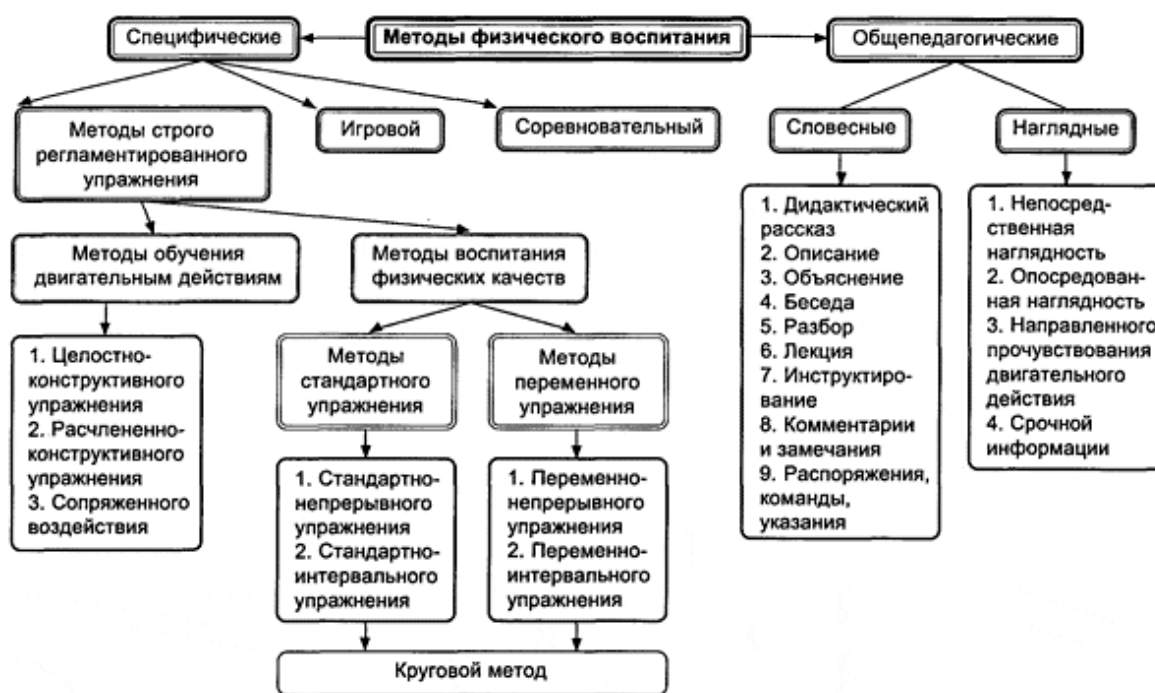 Методы физического воспитания
Специфические
Общепедагогические
Методы строго
регламентированного
упражнения
Игровой
Соревновательный
Словесные
Наглядные
Методы обучения
двигательным действиям
Методы воспитания
физических качеств
1. Целостно-
конструктивного
упражнения
2. Расчлененно-
конструктивного
упражнения
3. Сопряженного
воздействия
Методы
стандартного
упражнения
Методы
переменного
упражнения
1. Стандартно-
непрерывного
упражнения
2. Стандартно-
интервального
упражнения
1. Переменно-
непрерывного
упражнения
2. Переменно-
интервального
упражнения
Круговой метод
1. Дидактический
рассказ
2. Описание
3. Объяснение
4. Беседа
5. Разбор
6. Лекция
7. Инструктиро-
вание
8. Комментарии
и замечания
9. Распоряжения,
команды,
указания
1. Непосред-
ственная
наглядность
2. Опосредован-
ная наглядность
3. Направленного
прочувствования
двигательного
действия
4. Срочной
информации